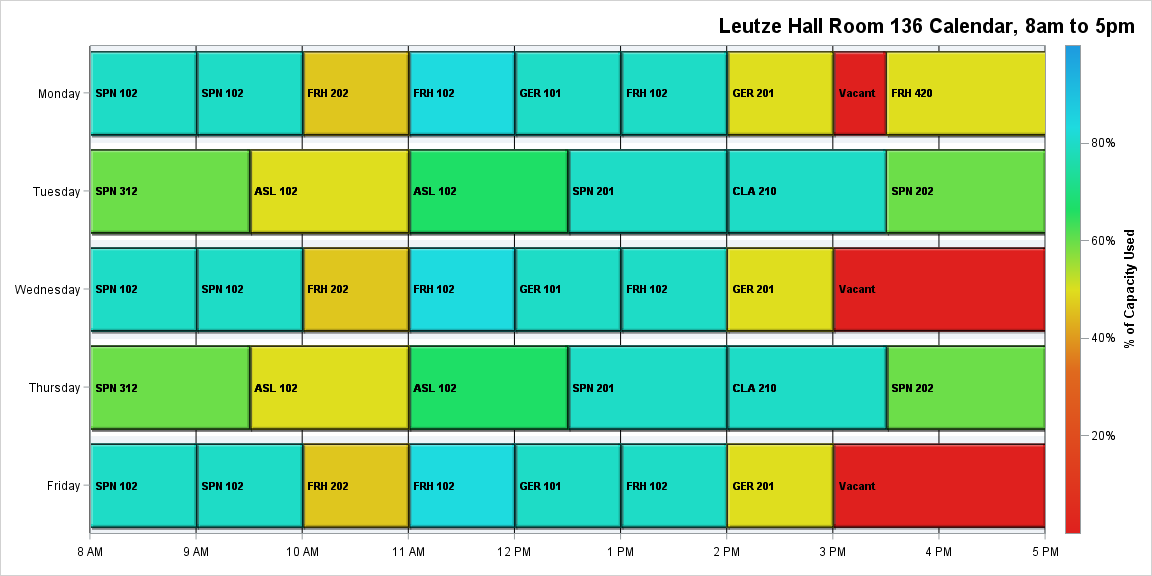 Leutze Hall Room 136 Calendar, 8am to 5pm
Monday
SPN 102
SPN 102
FRH 202
FRH 102
GER 101
FRH 102
GER 201
Vacant
FRH 420
Tuesday
SPN 312
ASL 102
ASL 102
SPN 201
CLA 210
SPN 202
Wednesday
SPN 102
SPN 102
FRH 202
FRH 102
GER 101
FRH 102
GER 201
Vacant
Thursday
SPN 312
ASL 102
ASL 102
SPN 201
CLA 210
SPN 202
Friday
SPN 102
SPN 102
FRH 202
FRH 102
GER 101
FRH 102
GER 201
Vacant
8 AM
9 AM
10 AM
11 AM
12 PM
1 PM
2 PM
3 PM
4 PM
5 PM
80%
60%
40%
20%
% of Capacity Used